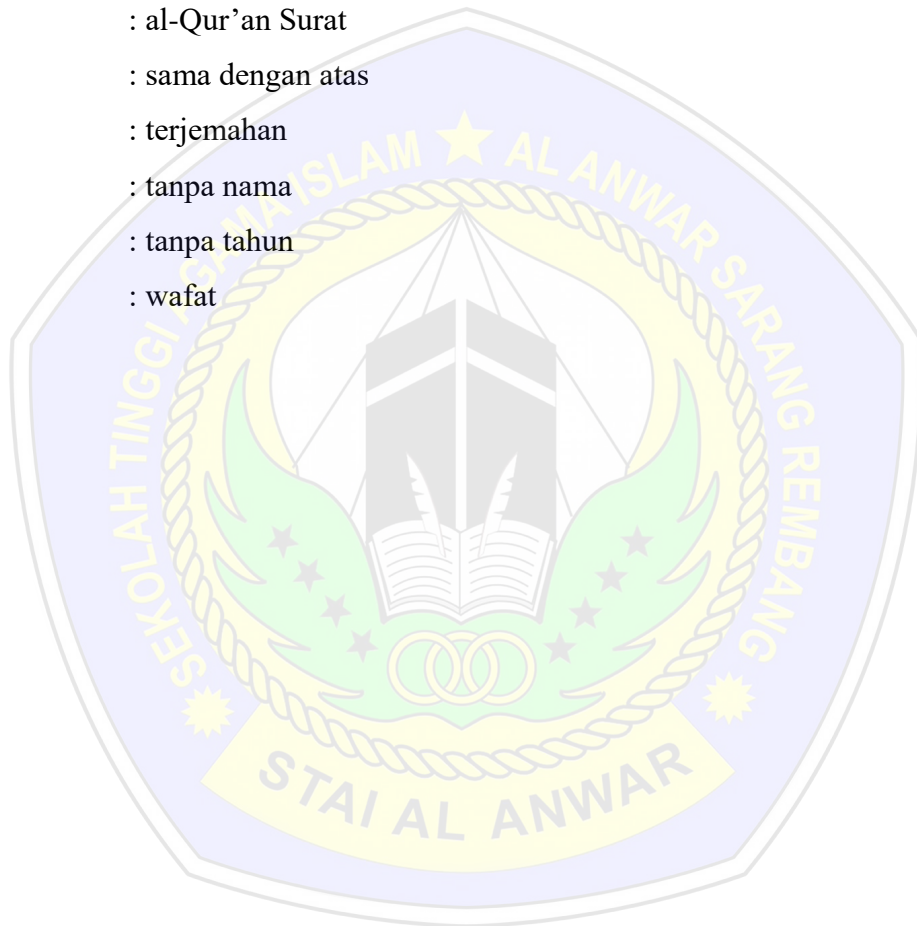 : al-Qur’an Surat
: sama dengan atas
: terjemahan
: tanpa nama
: tanpa tahun
: wafat
SEKOLAH TINGGI AGAMA ISLAM ★ AL ANWAR SARANG REMBANG
STAI AL ANWAR